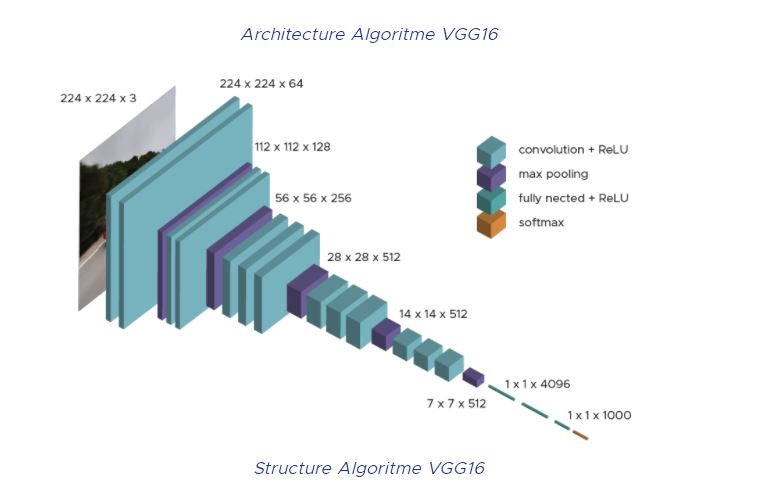 Architecture Algoritme VGG16
224 x 224 x 3
224 x 224 x 64
112 x 112 x 128
56 x 56 x 256
28 x 28 x 512
14 x 14 x 512
7 x 7 x 512
1 x 1 x 4096
1 x 1 x 1000
convolution + ReLU
max pooling
fully nected + ReLU
softmax
Structure Algoritme VGG16